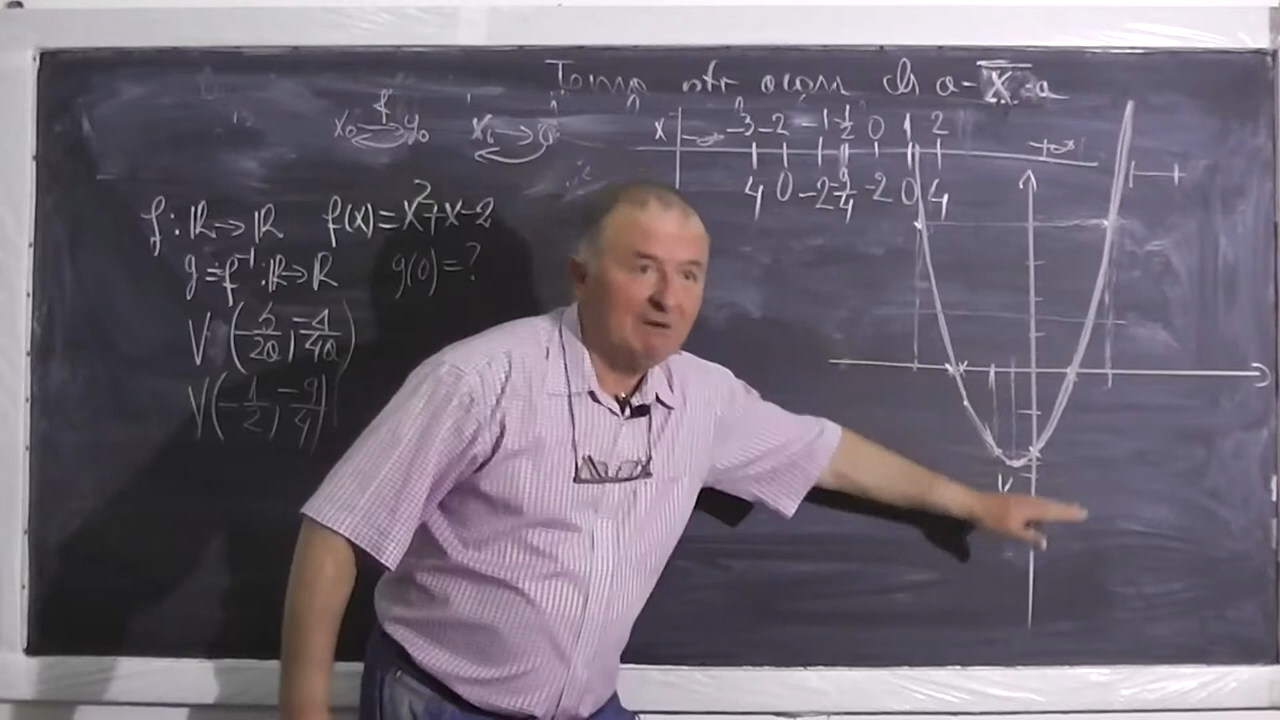 x₀ ⇄ y₀
f
x₀ → 0
x -3 -2 -1 -1/2 0 1 2 +∞
4 0 -2 -9/4 -2 0 4
f: ℝ→ℝ f(x)=x²+x-2
g=f⁻¹: ℝ→ℝ g(0)=?
V(-b/2a, -Δ/4a)
V(-1/2, -9/4)
V